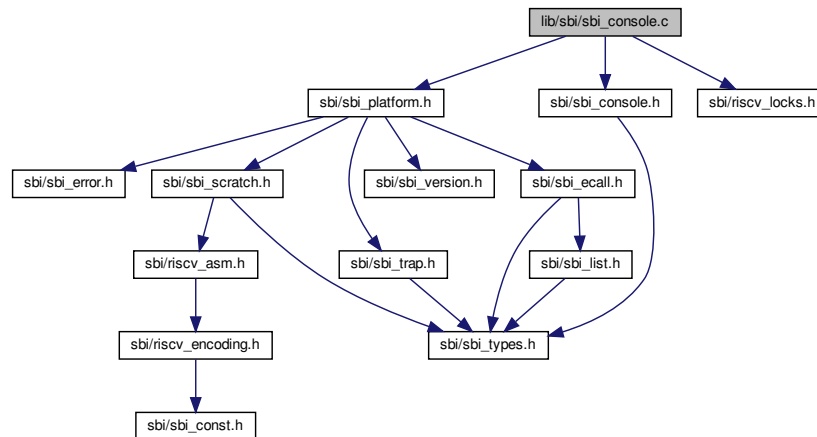 lib/sbi/sbi_console.c
sbi/sbi_platform.h
sbi/sbi_console.h
sbi/riscv_locks.h
sbi/sbi_error.h
sbi/sbi_scratch.h
sbi/sbi_version.h
sbi/sbi_ecall.h
sbi/riscv_asm.h
sbi/sbi_trap.h
sbi/sbi_list.h
sbi/riscv_encoding.h
sbi/sbi_types.h
sbi/sbi_const.h